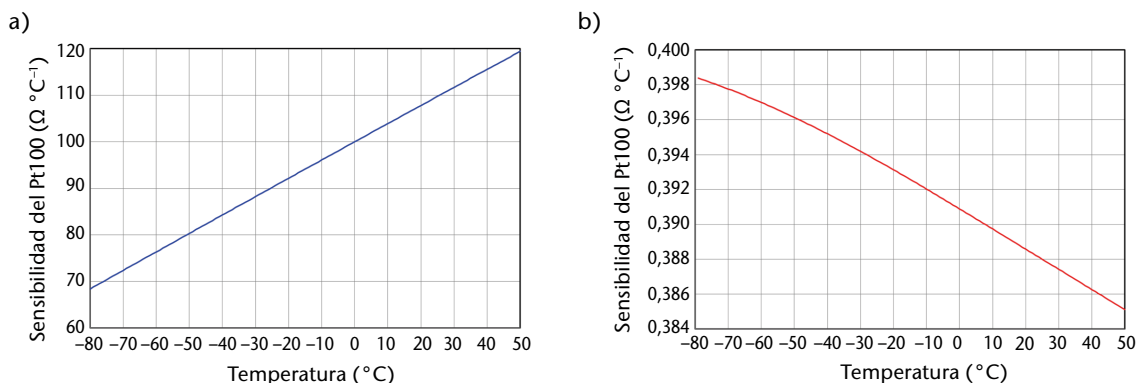 a)
Sensibilidad del Pt100 (Ω °C⁻¹)
120
110
100
90
80
70
60
−80 −70 −60 −50 −40 −30 −20 −10 0 10 20 30 40 50
Temperatura (°C)
b)
Sensibilidad del Pt100 (Ω °C⁻¹)
0,400
0,398
0,396
0,394
0,392
0,390
0,388
0,386
0,384
−80 −70 −60 −50 −40 −30 −20 −10 0 10 20 30 40 50
Temperatura (°C)